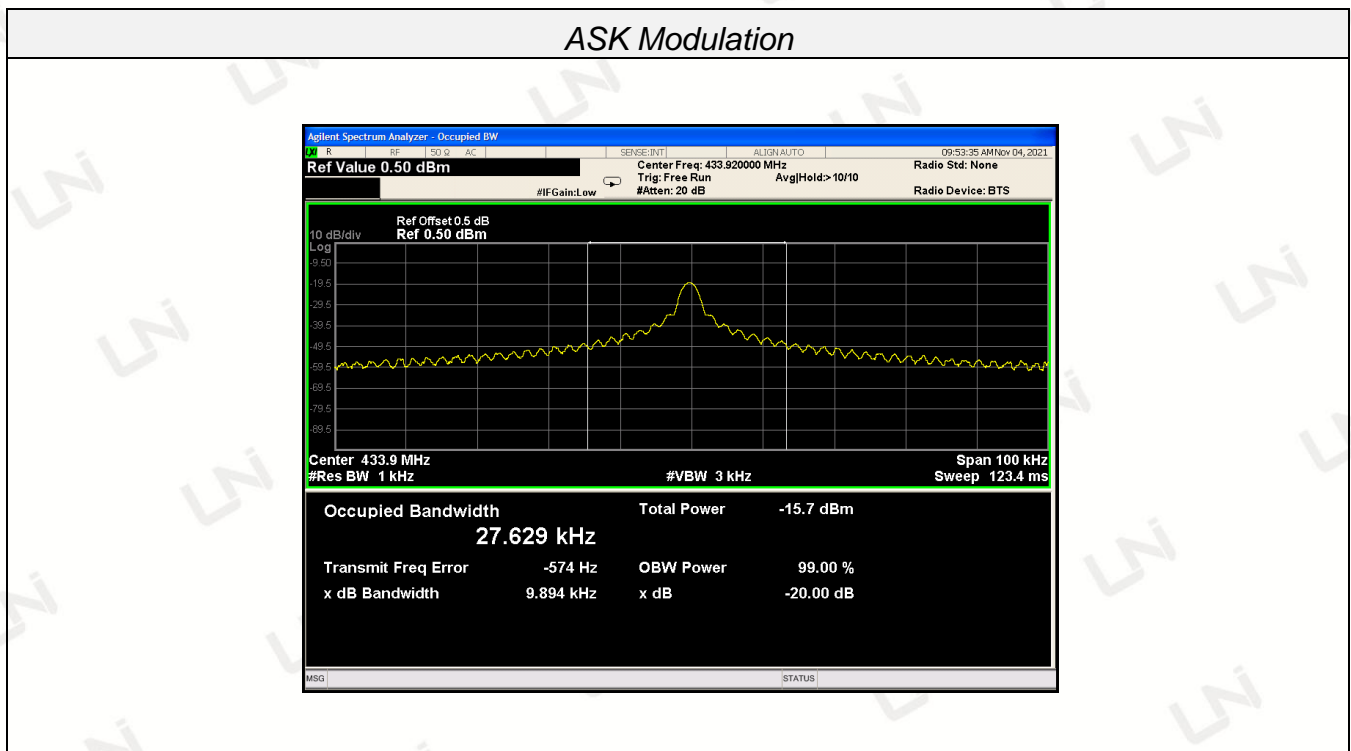 ASK Modulation
Agilent Spectrum Analyzer - Occupied BW
LXI R RF 50 Ω AC SENSE:INT ALIGN AUTO 09:53:35 AM Nov 04, 2021
Ref Value 0.50 dBm
Center Freq: 433.920000 MHz
Radio Std: None
Trig: Free Run Avg|Hold:>10/10
#IFGain:Low
#Atten: 20 dB
Radio Device: BTS
Ref Offset 0.5 dB
10 dB/div Ref 0.50 dBm
Log
-9.50
-19.5
-29.5
-39.5
-49.5
-59.5
-69.5
-79.5
-89.5
Center 433.9 MHz Span 100 kHz
#Res BW 1 kHz #VBW 3 kHz Sweep 123.4 ms
Occupied Bandwidth Total Power -15.7 dBm
27.629 kHz
Transmit Freq Error -574 Hz OBW Power 99.00 %
x dB Bandwidth 9.894 kHz x dB -20.00 dB
MSG STATUS